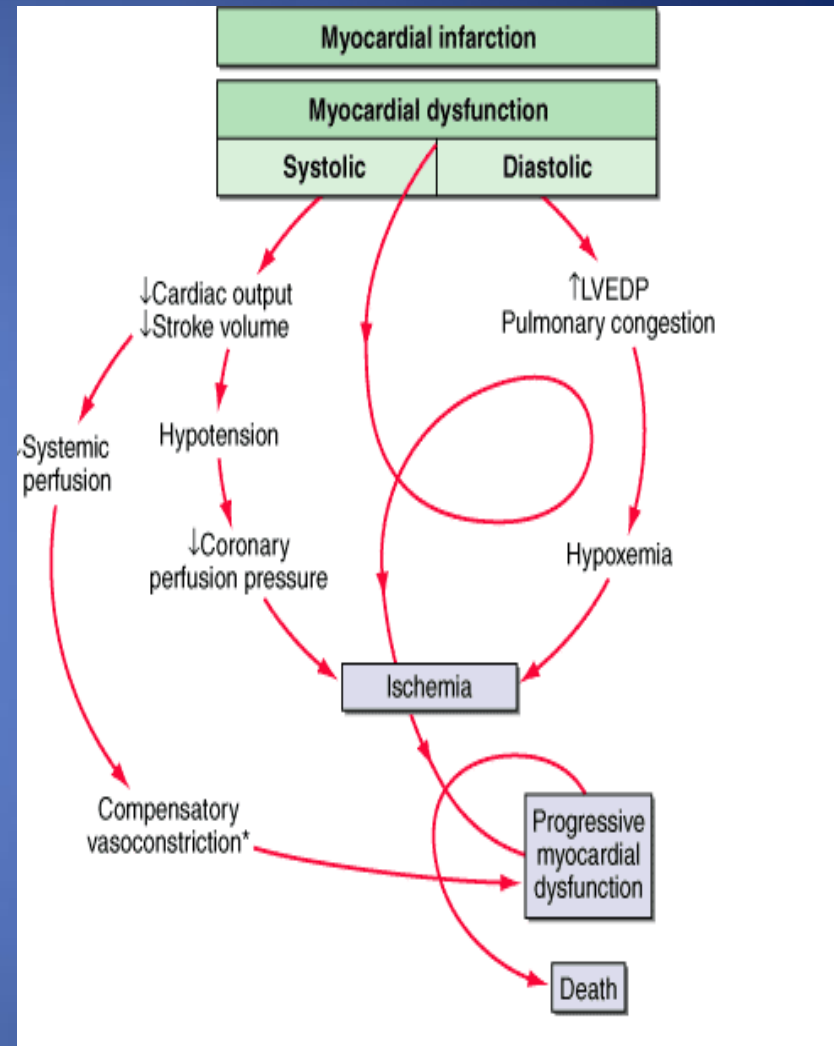 Myocardial infarction
Myocardial dysfunction
Systolic
Diastolic
↓Cardiac output
↓Stroke volume
↑LVEDP
Pulmonary congestion
Systemic
perfusion
Hypotension
↓Coronary
perfusion pressure
Hypoxemia
Ischemia
Compensatory
vasoconstriction*
Progressive
myocardial
dysfunction
Death